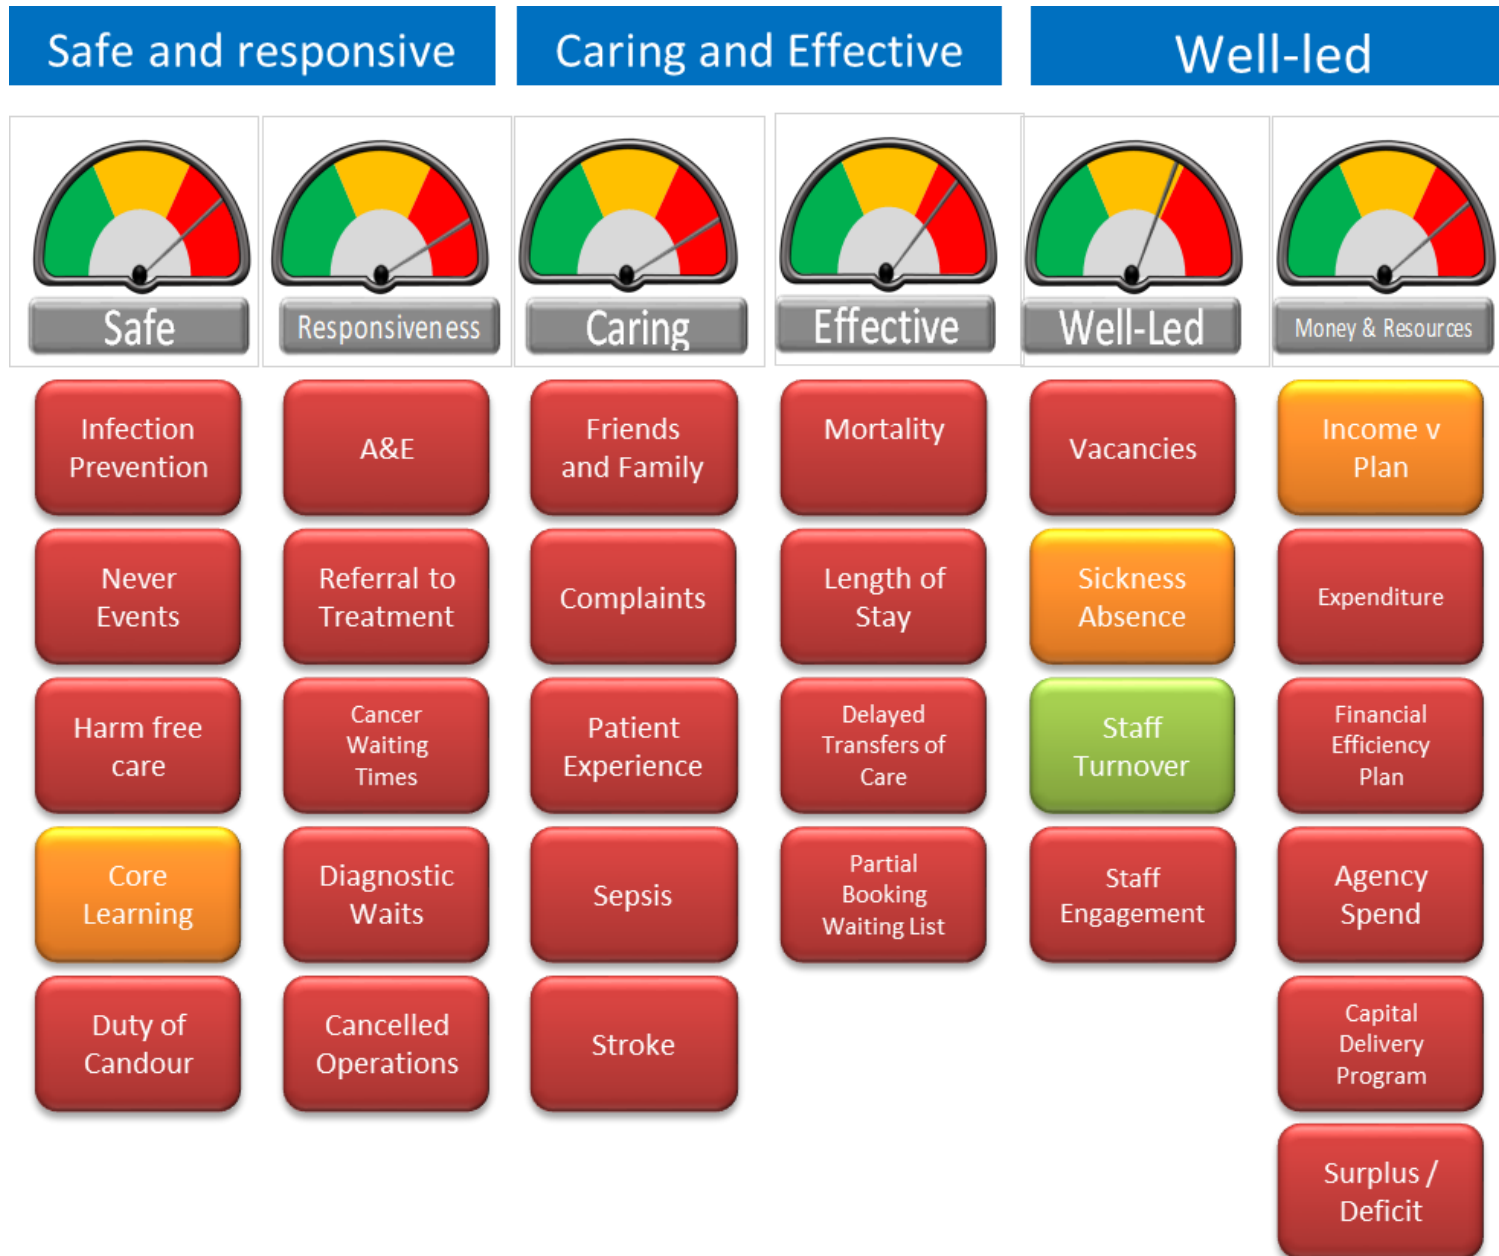 Safe and responsive
Caring and Effective
Well-led
Safe
Responsiveness
Caring
Effective
Well-Led
Money & Resources
Infection
Prevention
A&E
Friends
and Family
Mortality
Vacancies
Income v
Plan
Never
Events
Referral to
Treatment
Complaints
Length of
Stay
Sickness
Absence
Expenditure
Harm free
care
Cancer
Waiting
Times
Patient
Experience
Delayed
Transfers of
Care
Staff
Turnover
Financial
Efficiency
Plan
Core
Learning
Diagnostic
Waits
Sepsis
Partial
Booking
Waiting List
Staff
Engagement
Agency
Spend
Duty of
Candour
Cancelled
Operations
Stroke
Capital
Delivery
Program
Surplus /
Deficit